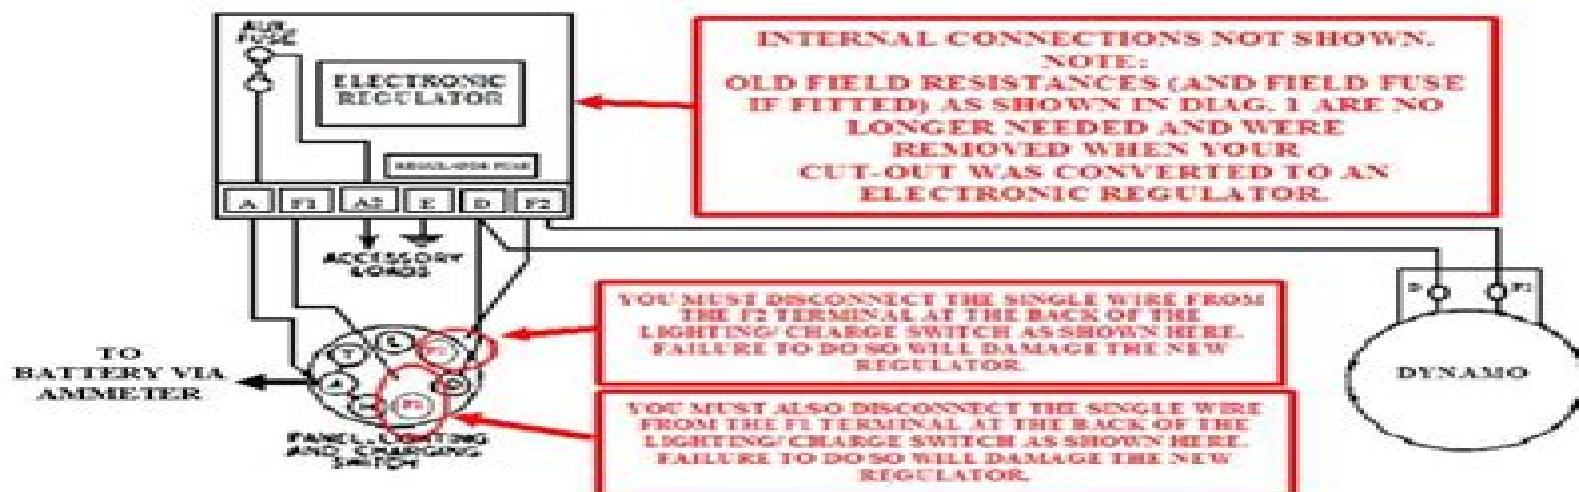 AUX.
FUSE
ELECTRONIC
REGULATOR
REGULATOR FUSE
A F1 A2 E D F2
ACCESSORY
LOADS
INTERNAL CONNECTIONS NOT SHOWN.
NOTE:
OLD FIELD RESISTANCES (AND FIELD FUSE
IF FITTED) AS SHOWN IN DIAG. 1 ARE NO
LONGER NEEDED AND WERE
REMOVED WHEN YOUR
CUT-OUT WAS CONVERTED TO AN
ELECTRONIC REGULATOR.
YOU MUST DISCONNECT THE SINGLE WIRE FROM
THE F2 TERMINAL AT THE BACK OF THE
LIGHTING/ CHARGE SWITCH AS SHOWN HERE.
FAILURE TO DO SO WILL DAMAGE THE NEW
REGULATOR.
D
DYNAMO
TO
BATTERY VIA
AMMETER
T
L
A
F1
PANEL, LIGHTING
AND CHARGING
SWITCH
YOU MUST ALSO DISCONNECT THE SINGLE WIRE
FROM THE F1 TERMINAL AT THE BACK OF THE
LIGHTING/ CHARGE SWITCH AS SHOWN HERE.
FAILURE TO DO SO WILL DAMAGE THE NEW
REGULATOR.